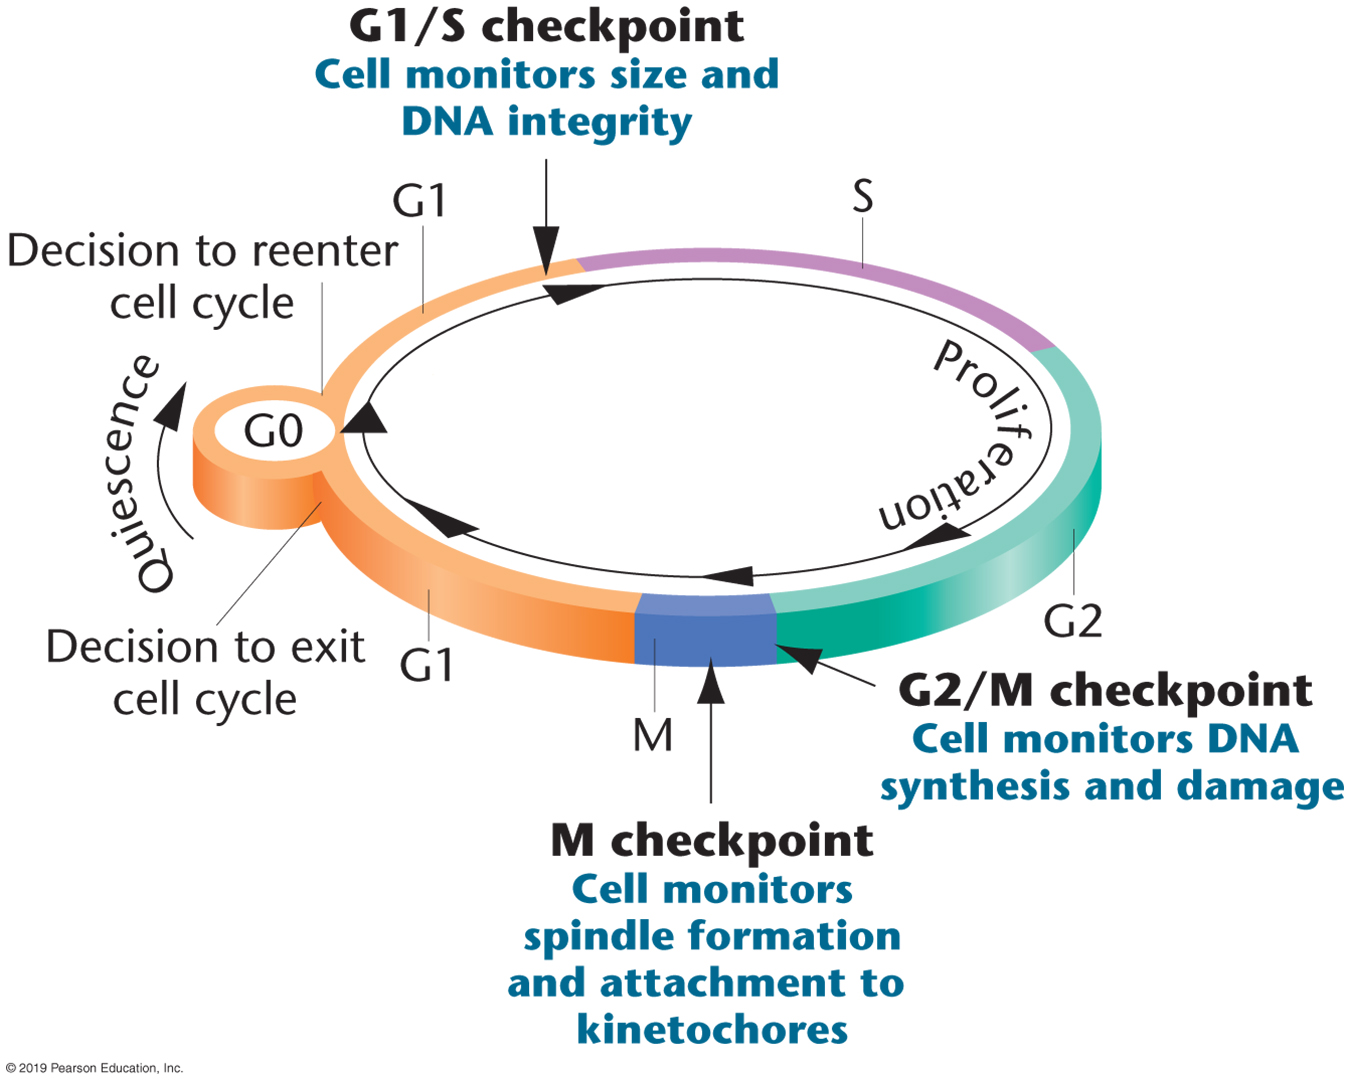 G1/S checkpoint
Cell monitors size and
DNA integrity
G1
S
Decision to reenter
cell cycle
Proliferation
Quiescence
G0
Decision to exit
cell cycle
G1
M
G2
G2/M checkpoint
Cell monitors DNA
synthesis and damage
M checkpoint
Cell monitors
spindle formation
and attachment to
kinetochores
© 2019 Pearson Education, Inc.